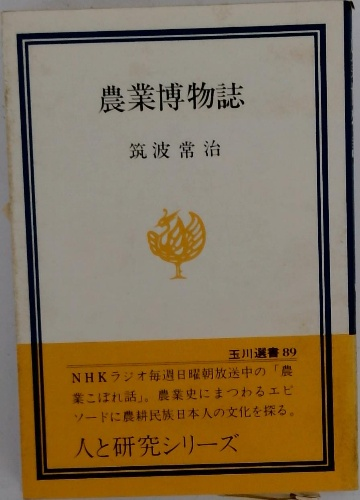 農業博物誌
筑波常治
玉川選書89
NHKラジオ毎週日曜朝放送中の「農
業こぼれ話」。農業史にまつわるエピ
ソードに農耕民族日本人の文化を探る。
人と研究シリーズ